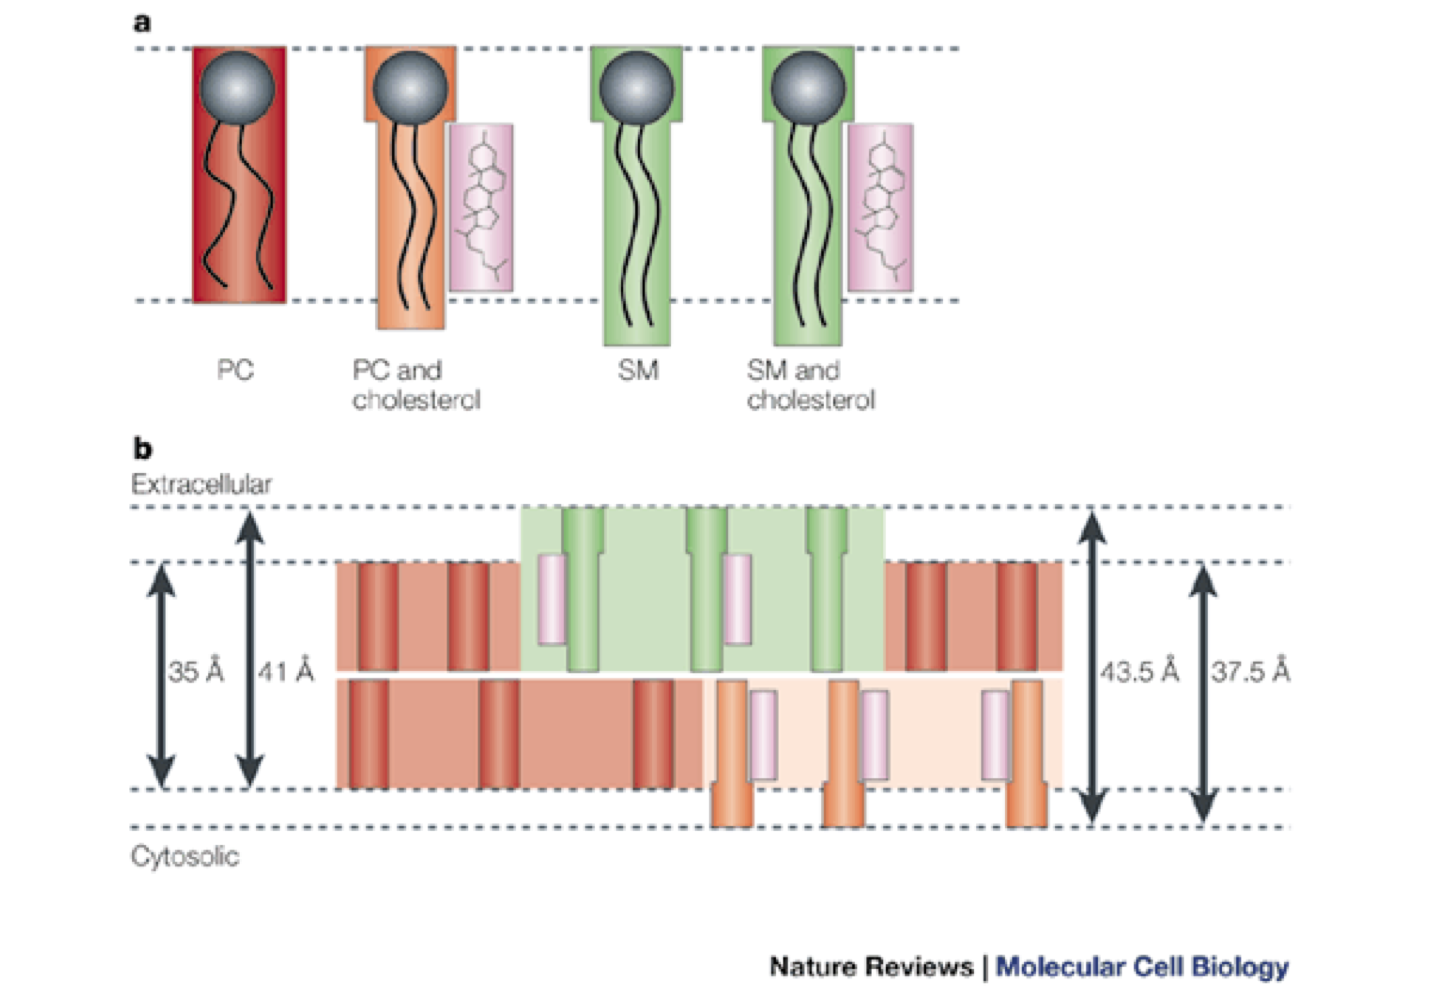 a
PC
PC and
cholesterol
SM
SM and
cholesterol
b
Extracellular
35 Å
41 Å
43.5 Å
37.5 Å
Cytosolic
Nature Reviews | Molecular Cell Biology